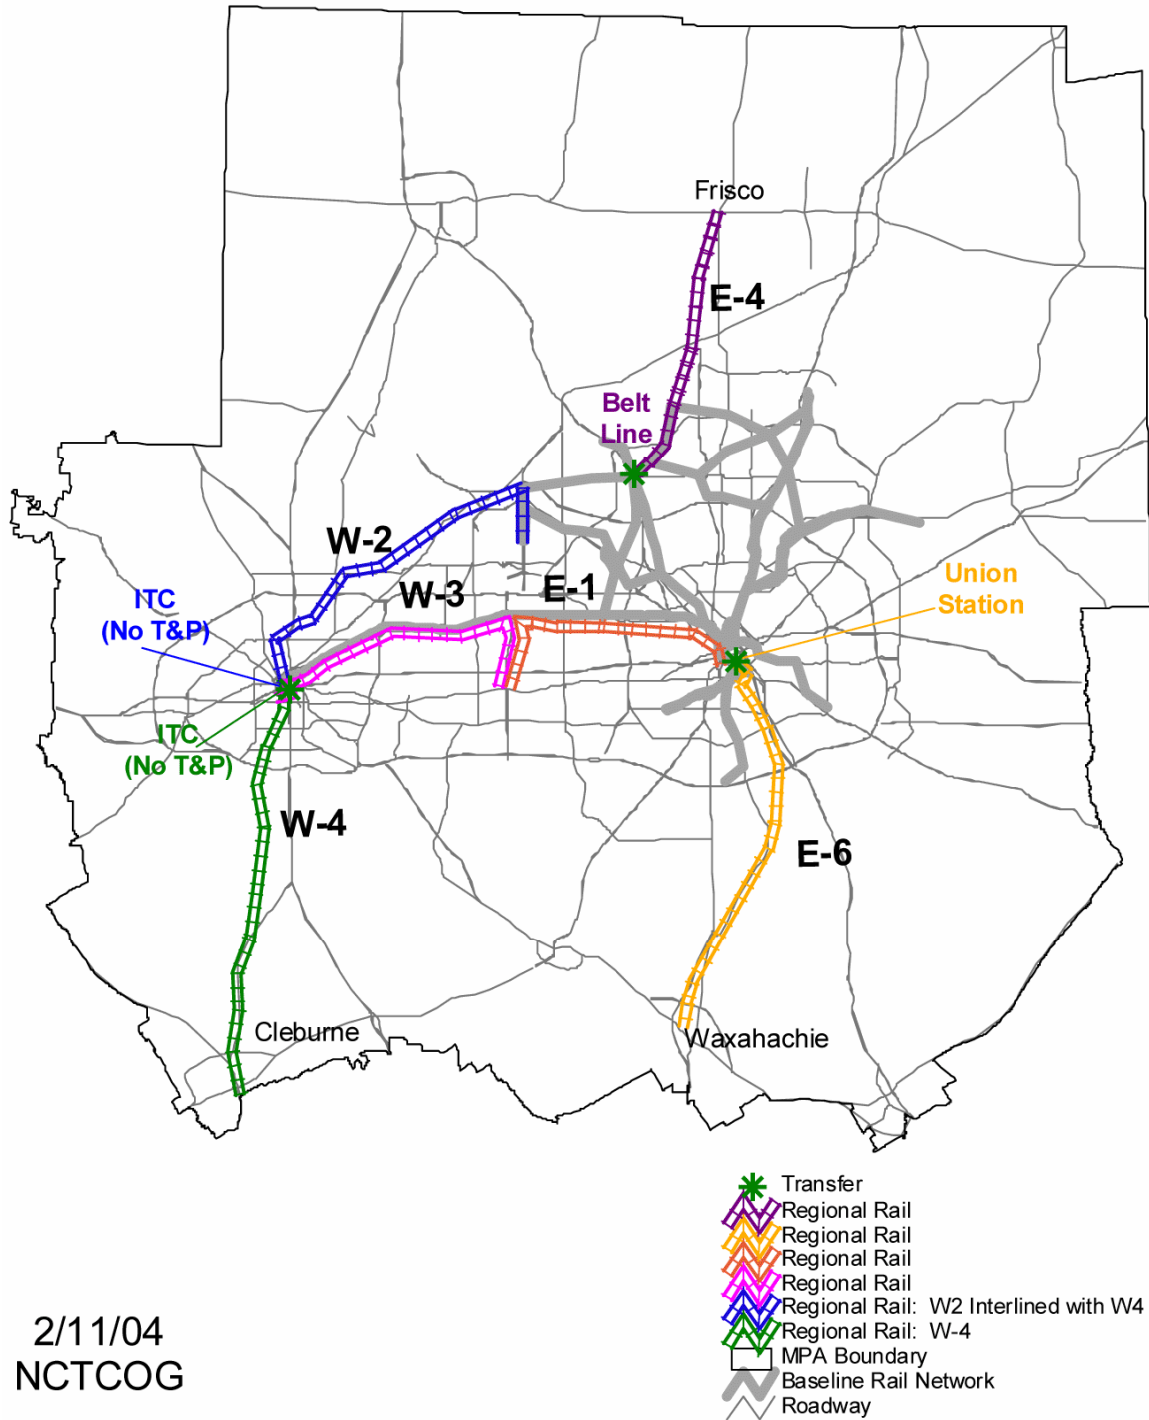 Frisco
E-4
Belt
Line
W-2
W-3
E-1
Union
Station
ITC
(No T&P)
ITC
(No T&P)
W-4
E-6
Cleburne
Waxahachie
Transfer
Regional Rail
Regional Rail
Regional Rail
Regional Rail
Regional Rail: W2 Interlined with W4
Regional Rail: W-4
MPA Boundary
Baseline Rail Network
Roadway
2/11/04
NCTCOG